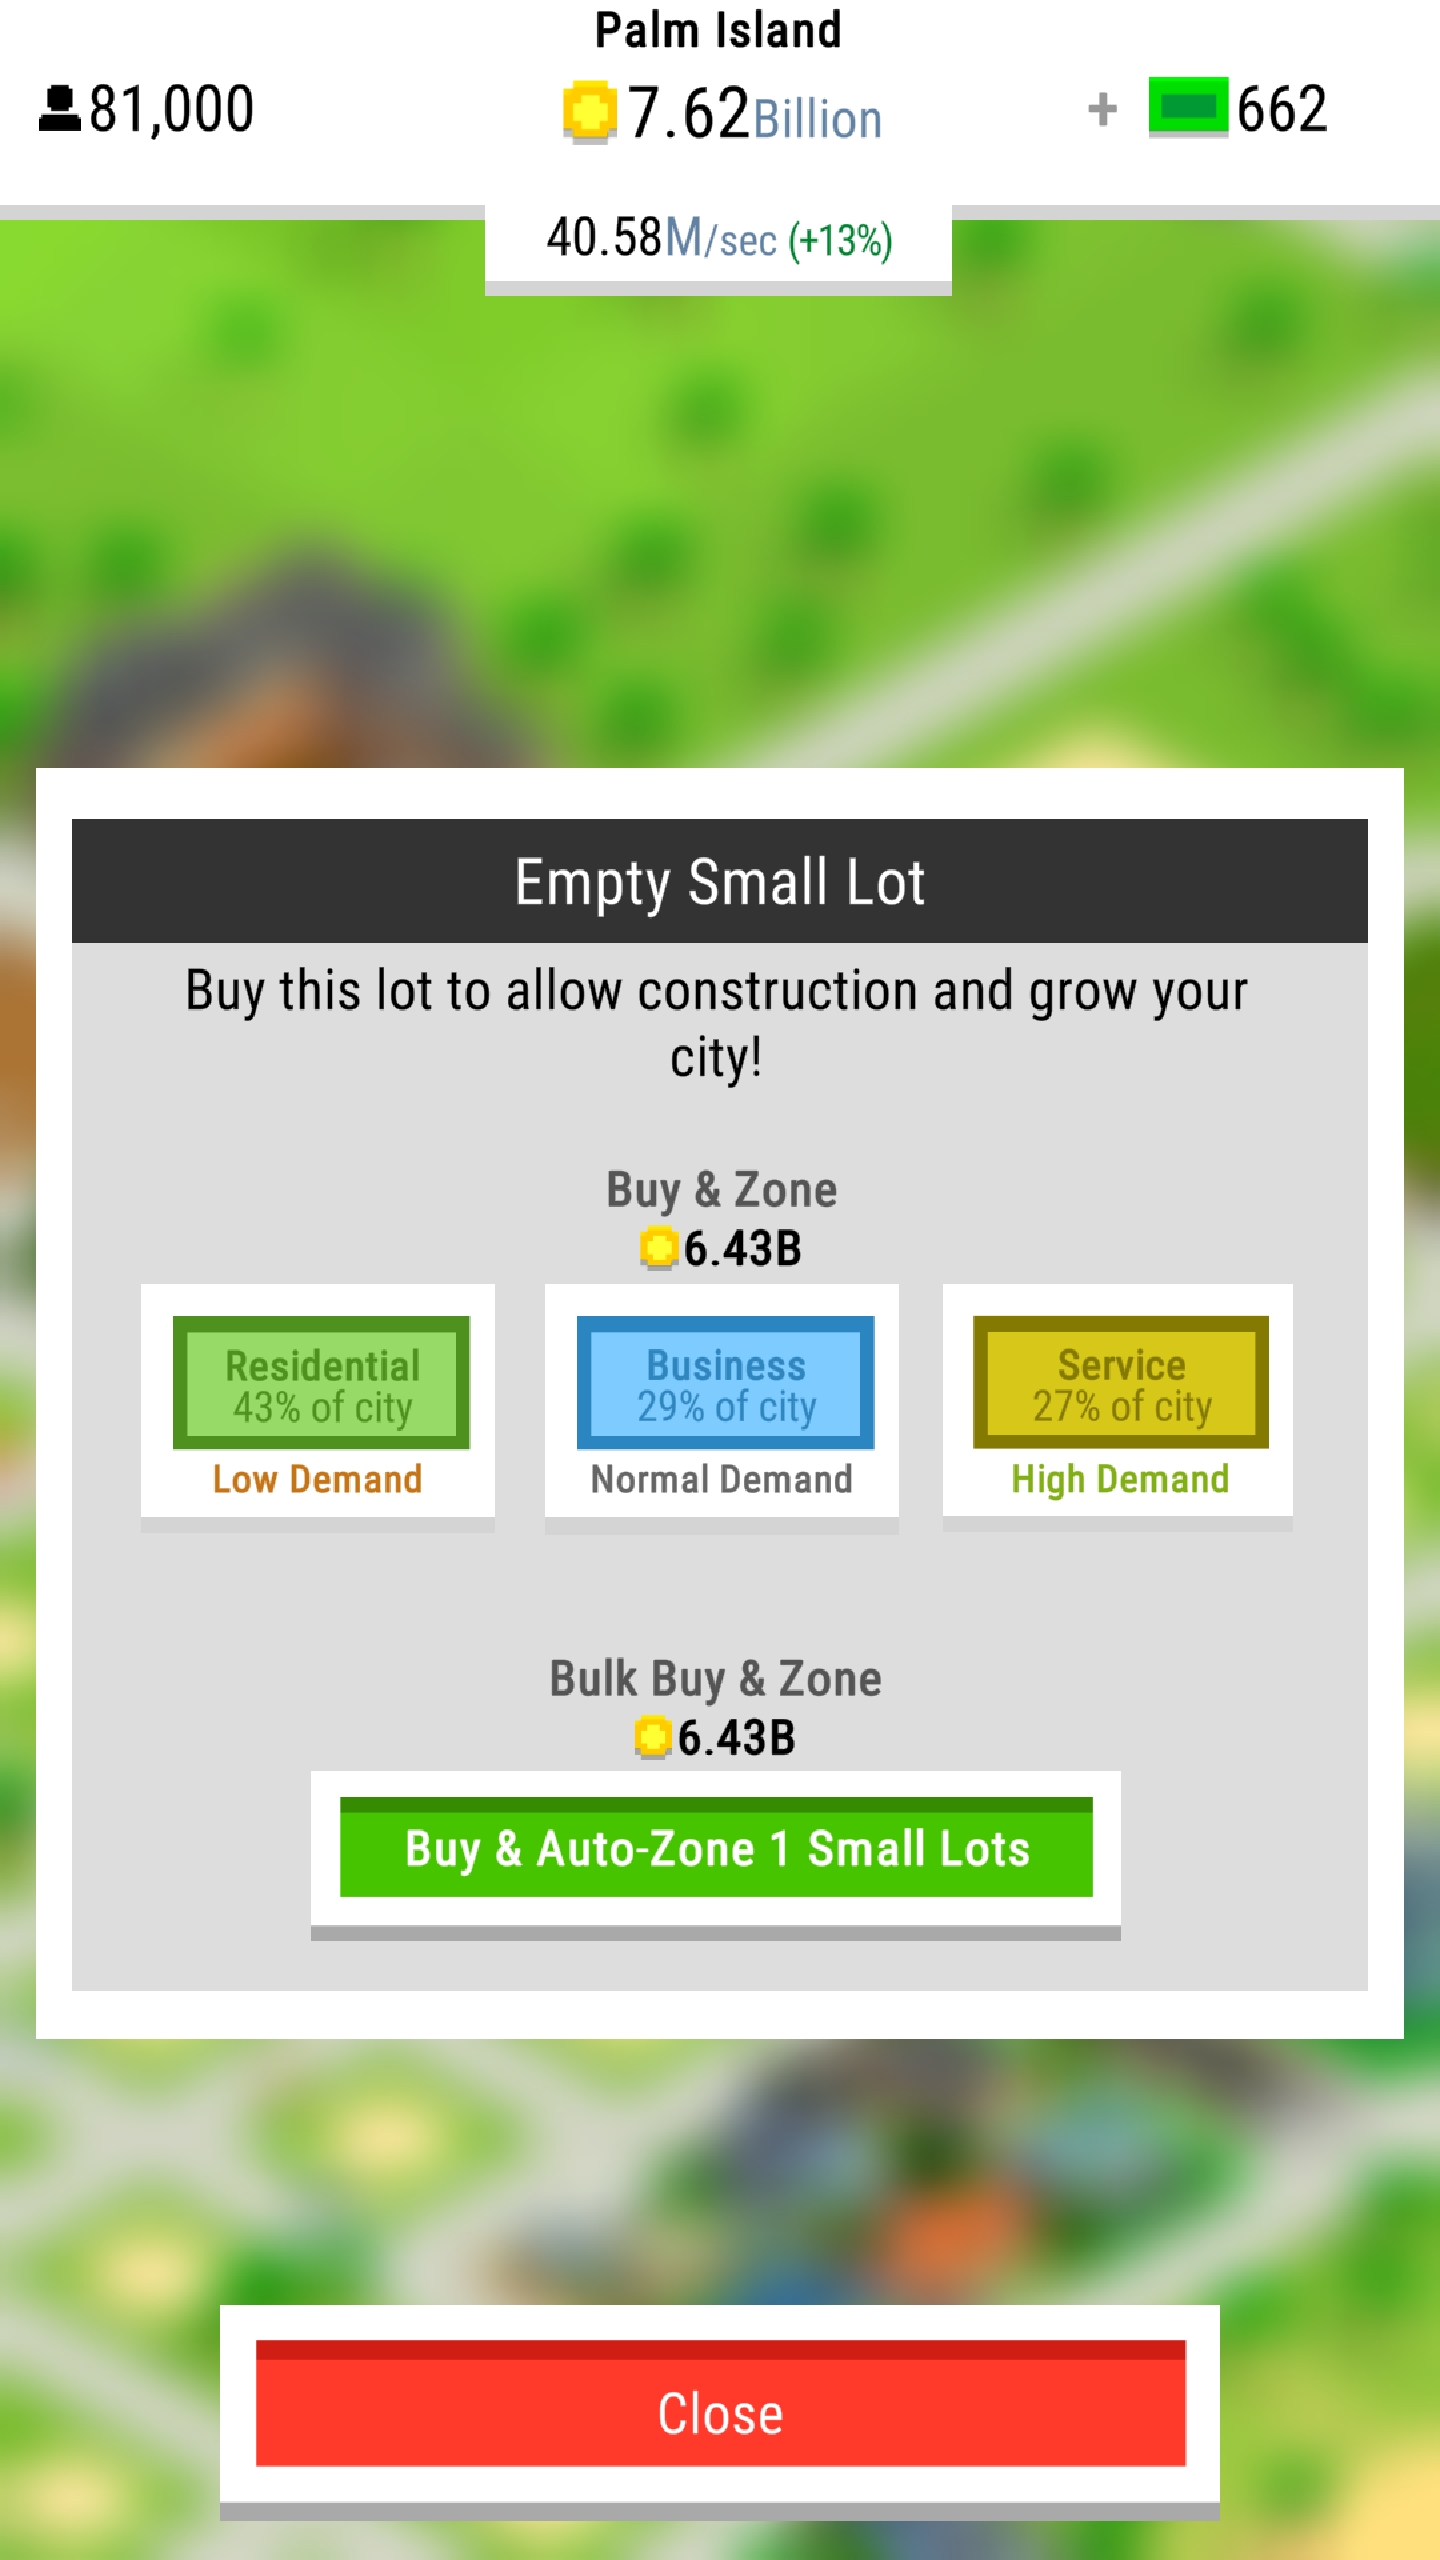 Palm Island
81,000
7.62Billion
+ 662
40.58M/sec (+13%)
Empty Small Lot
Buy this lot to allow construction and grow your
city!
Buy & Zone
6.43B
Residential
43% of city
Low Demand
Business
29% of city
Normal Demand
Service
27% of city
High Demand
Bulk Buy & Zone
6.43B
Buy & Auto-Zone 1 Small Lots
Close